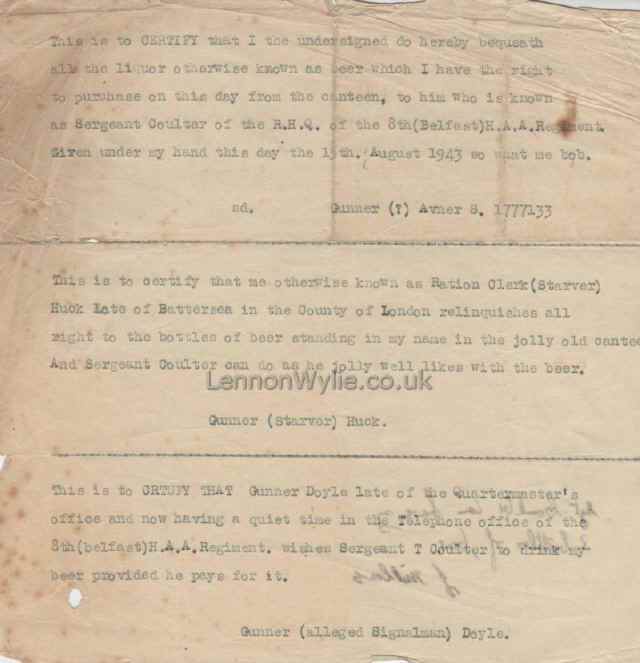 This is to CERTIFY that I the undersigned do hereby bequeath
all the liquor otherwise known as beer which I have the right
to purchase on this day from the canteen, to him who is known
as Sergeant Coulter of the R.H.Q. of the 8th(Belfast)H.A.A.Regiment.
Given under my hand this day the 15th. August 1943 so what me bob.
sd. Gunner (?) Avner S. 1777133
This is to certify that me otherwise known as Ration Clerk(Starver)
Huck late of Battersea in the County of London relinquishes all
right to the bottles of beer standing in my name in the jolly old cantee
And Sergeant Coulter can do as he jolly well likes with the beer.
LennonWylie.co.uk
Gunner (Starver) Huck.
This is to CRTUFY THAT Gunner Doyle late of the Quartermaster's
office and now having a quiet time in the Telephone office of the
8th(belfast)H.A.A.Regiment. wishes Sergeant T Coulter to drink my
beer provided he pays for it.
Gunner (alleged Signalman) Doyle.